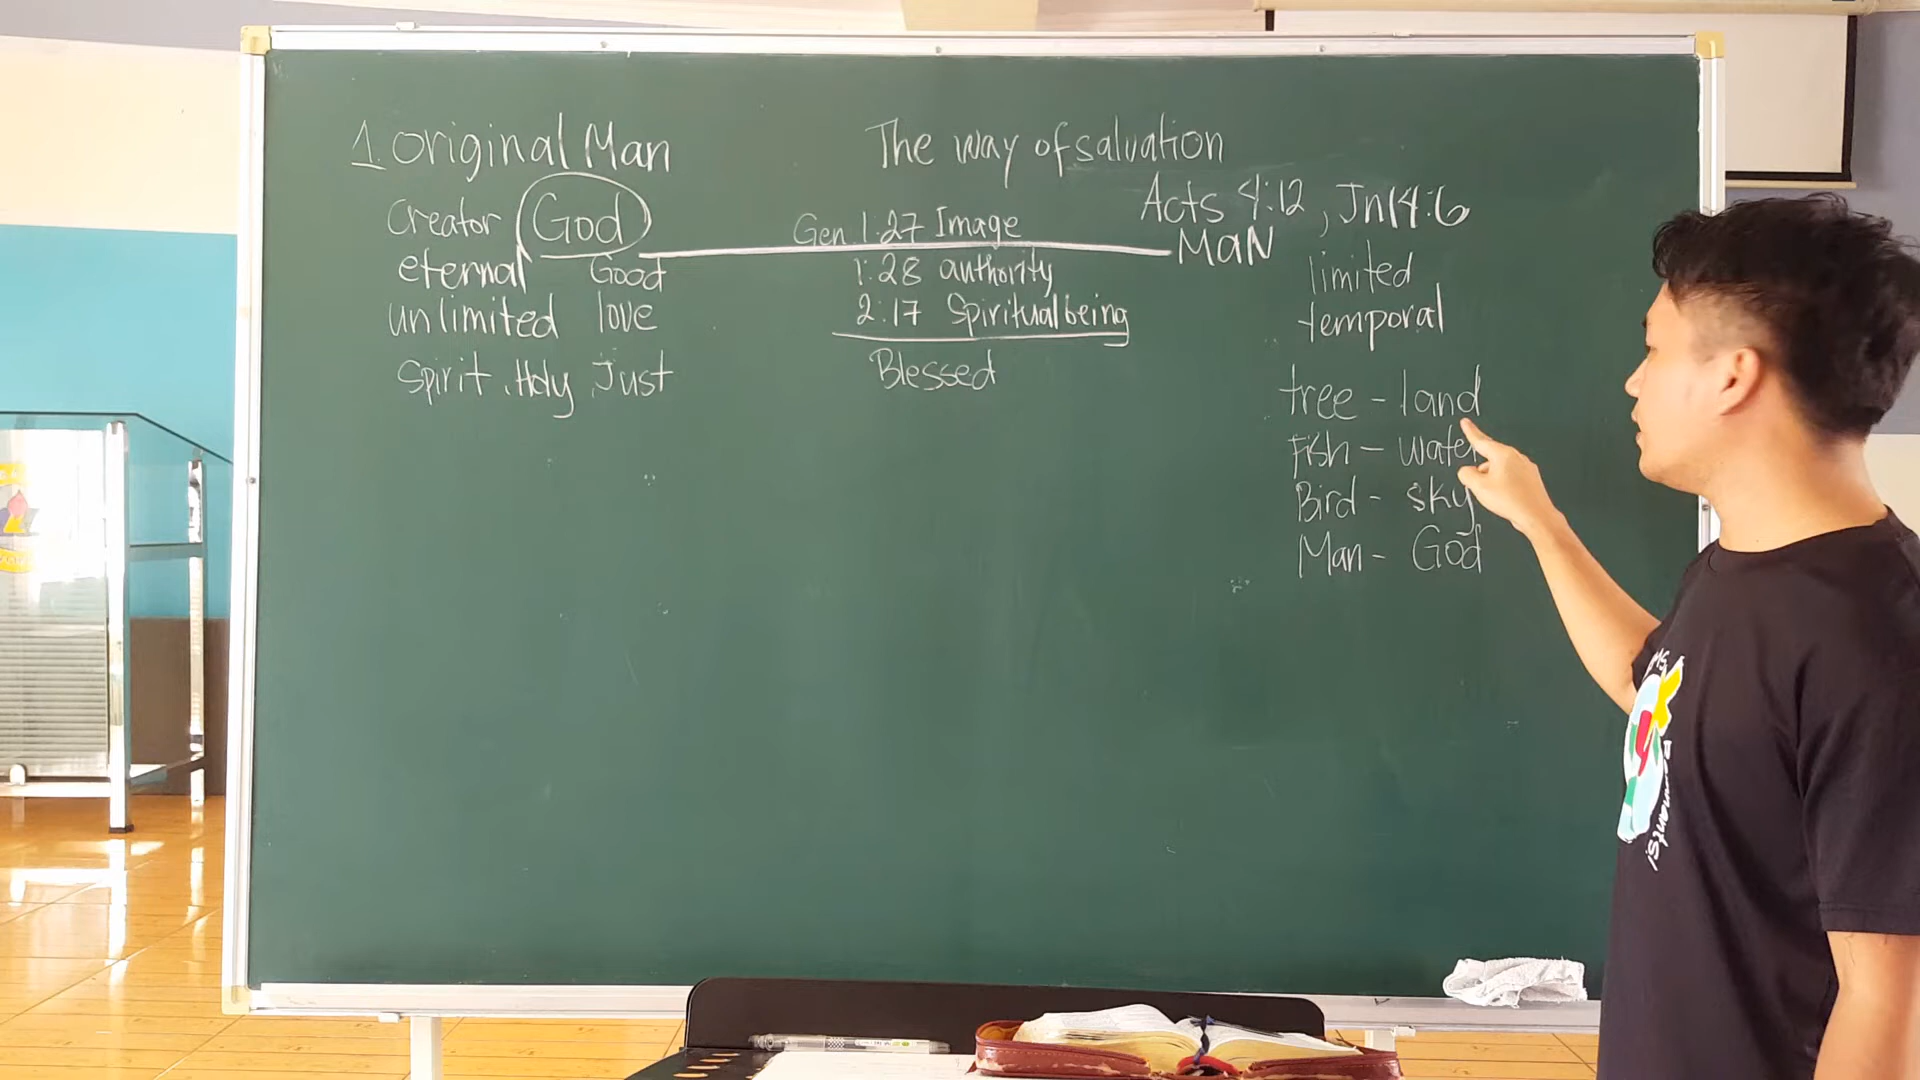 The way of salvation
Acts 4:12, Jn 14:6
1. Original Man
Creator God
eternal Good
unlimited love
Spirit, Holy, Just
Gen. 1:27 Image
1:28 authority
2:17 Spiritual being
Blessed
MaN
limited
temporal
tree - land
Fish - water
Bird - sky
Man - God